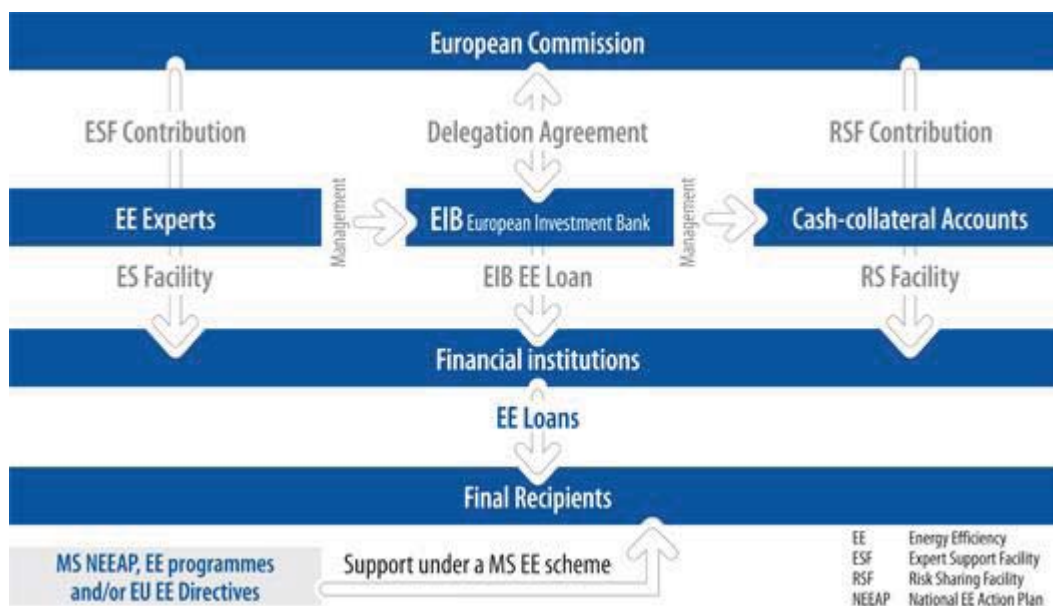 European Commission
ESF Contribution
Delegation Agreement
RSF Contribution
EE Experts
Management
EIB European Investment Bank
Management
Cash-collateral Accounts
ES Facility
EIB EE Loan
RS Facility
Financial institutions
EE Loans
Final Recipients
MS NEEAP, EE programmes
and/or EU EE Directives
Support under a MS EE scheme
EE Energy Efficiency
ESF Expert Support Facility
RSF Risk Sharing Facility
NEEAP National EE Action Plan